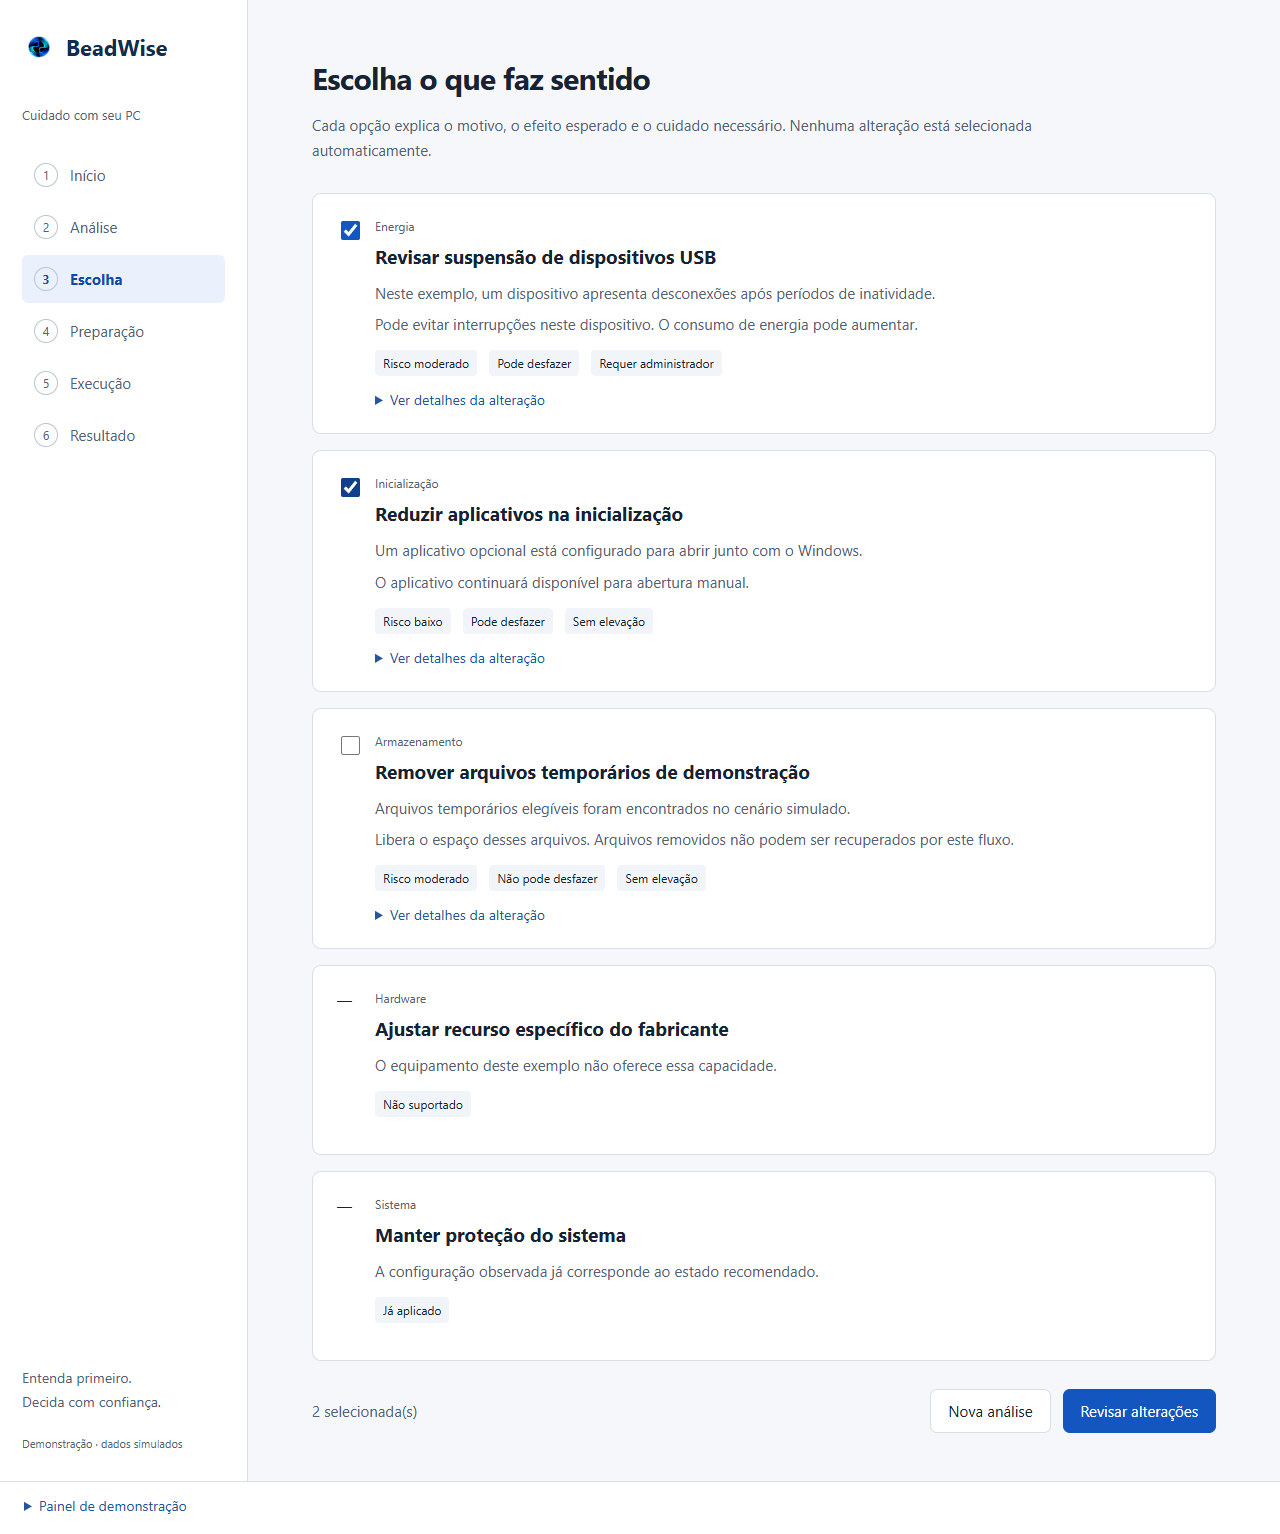 BeadWise
Cuidado com seu PC
1 Início
2 Análise
3 Escolha
4 Preparação
5 Execução
6 Resultado
Entenda primeiro.
Decida com confiança.
Demonstração · dados simulados
Escolha o que faz sentido
Cada opção explica o motivo, o efeito esperado e o cuidado necessário. Nenhuma alteração está selecionada
automaticamente.
Energia
Revisar suspensão de dispositivos USB
Neste exemplo, um dispositivo apresenta desconexões após períodos de inatividade.
Pode evitar interrupções neste dispositivo. O consumo de energia pode aumentar.
Risco moderado Pode desfazer Requer administrador
Ver detalhes da alteração
Inicialização
Reduzir aplicativos na inicialização
Um aplicativo opcional está configurado para abrir junto com o Windows.
O aplicativo continuará disponível para abertura manual.
Risco baixo Pode desfazer Sem elevação
Ver detalhes da alteração
Armazenamento
Remover arquivos temporários de demonstração
Arquivos temporários elegíveis foram encontrados no cenário simulado.
Libera o espaço desses arquivos. Arquivos removidos não podem ser recuperados por este fluxo.
Risco moderado Não pode desfazer Sem elevação
Ver detalhes da alteração
— Hardware
Ajustar recurso específico do fabricante
O equipamento deste exemplo não oferece essa capacidade.
Não suportado
— Sistema
Manter proteção do sistema
A configuração observada já corresponde ao estado recomendado.
Já aplicado
2 selecionada(s) Nova análise Revisar alterações
Painel de demonstração